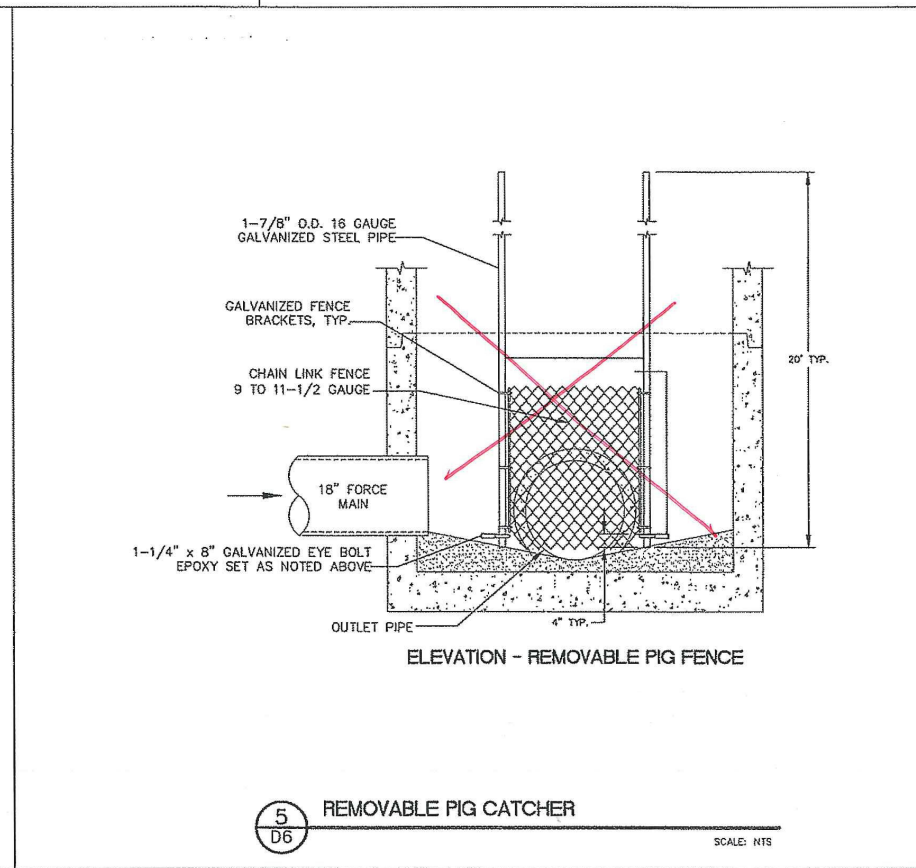 1-7/8" O.D. 16 GAUGE
GALVANIZED STEEL PIPE
GALVANIZED FENCE
BRACKETS, TYP.
CHAIN LINK FENCE
9 TO 11-1/2 GAUGE
20' TYP.
18" FORCE
MAIN
1-1/4" x 8" GALVANIZED EYE BOLT
EPOXY SET AS NOTED ABOVE
OUTLET PIPE
4" TYP.
ELEVATION - REMOVABLE PIG FENCE
5
D6
REMOVABLE PIG CATCHER
SCALE: NTS